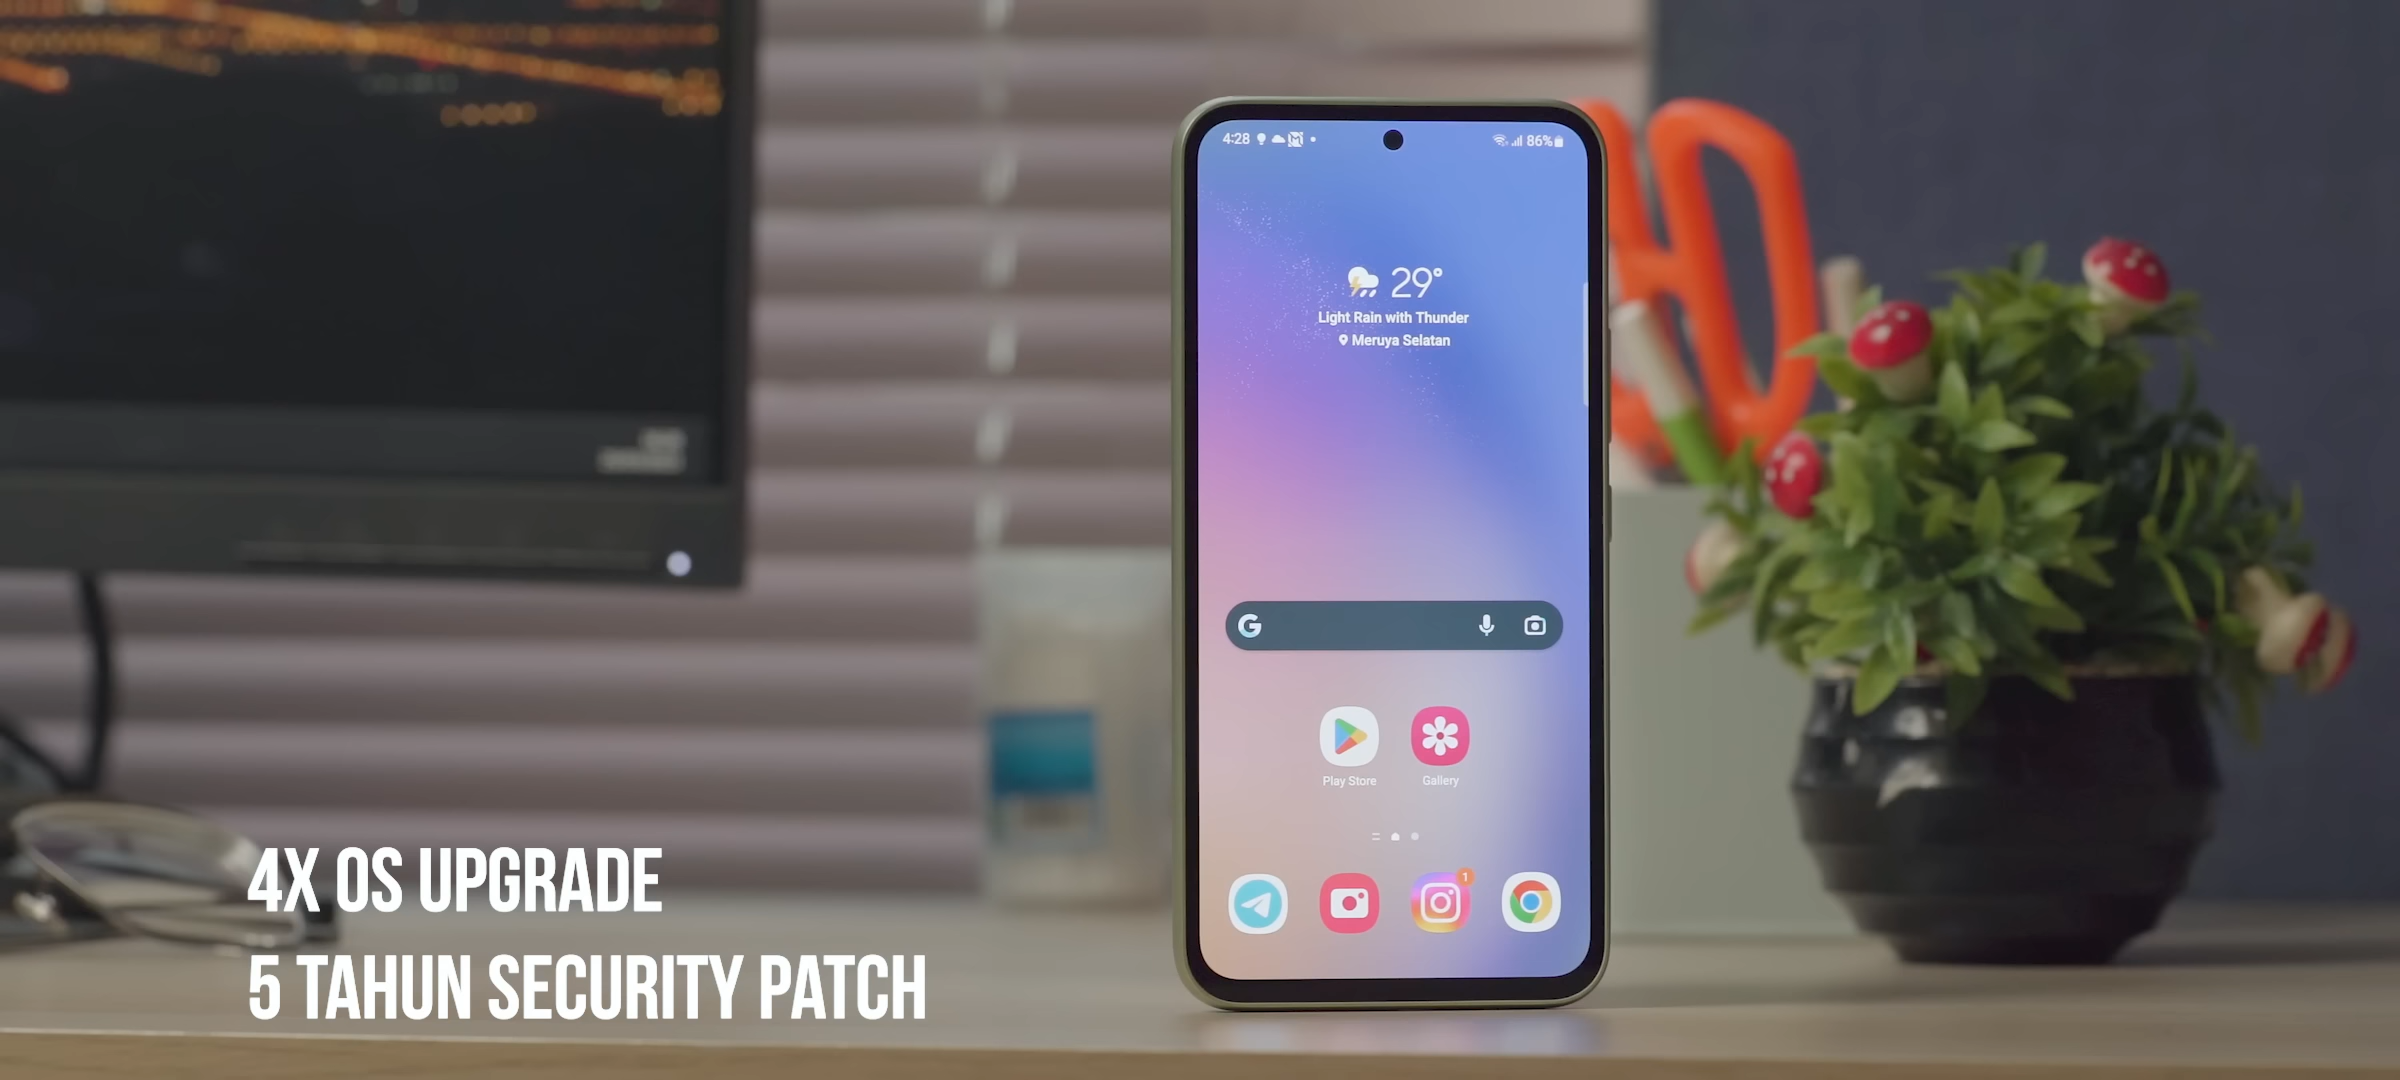 4:28
86%
29°
Light Rain with Thunder
Meruya Selatan
G
Play Store
Gallery
1
4X OS UPGRADE
5 TAHUN SECURITY PATCH